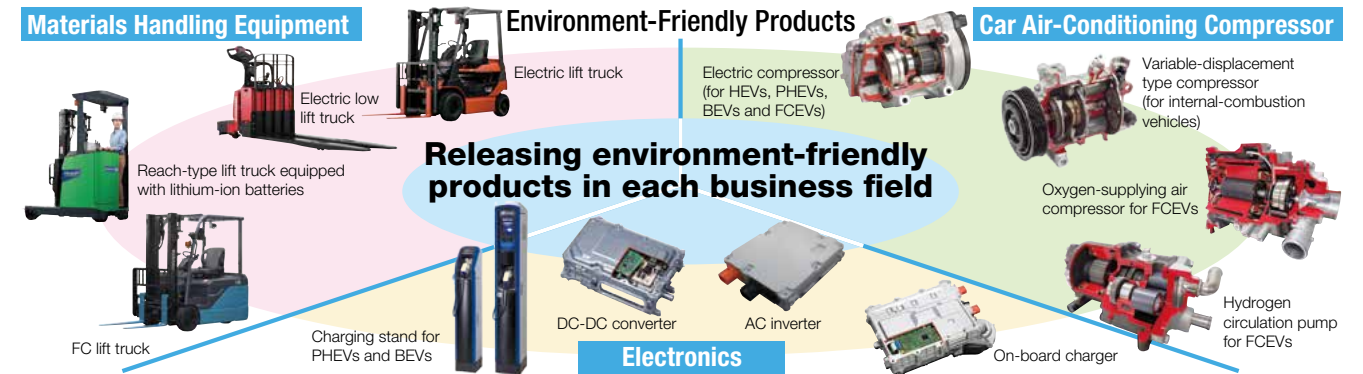 Environment-Friendly Products
Materials Handling Equipment
Car Air-Conditioning Compressor
Electric lift truck
Electric low
lift truck
Reach-type lift truck equipped
with lithium-ion batteries
FC lift truck
Electric compressor
(for HEVs, PHEVs,
BEVs and FCEVs)
Variable-displacement
type compressor
(for internal-combustion
vehicles)
Oxygen-supplying air
compressor for FCEVs
Hydrogen
circulation pump
for FCEVs
Releasing environment-friendly
products in each business field
Charging stand for
PHEVs and BEVs
DC-DC converter
AC inverter
On-board charger
Electronics